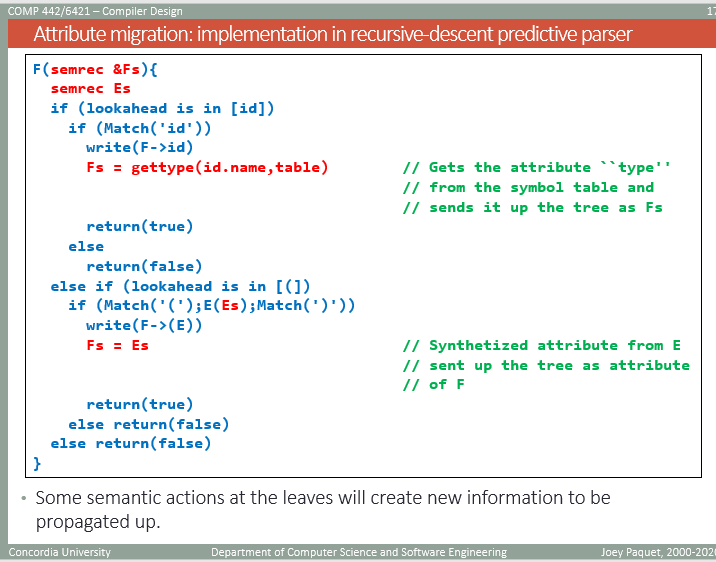 COMP 442/6421 – Compiler Design
17
Attribute migration: implementation in recursive-descent predictive parser
F(semrec &Fs){
semrec Es
if (lookahead is in [id])
if (Match('id'))
write(F->id)
Fs = gettype(id.name,table) // Gets the attribute ``type''
// from the symbol table and
// sends it up the tree as Fs
return(true)
else
return(false)
else if (lookahead is in [(])
if (Match('(');E(Es);Match(')'))
write(F->(E))
Fs = Es // Synthetized attribute from E
// sent up the tree as attribute
// of F
return(true)
else return(false)
else return(false)
}
• Some semantic actions at the leaves will create new information to be
propagated up.
Concordia University Department of Computer Science and Software Engineering Joey Paquet, 2000-2020